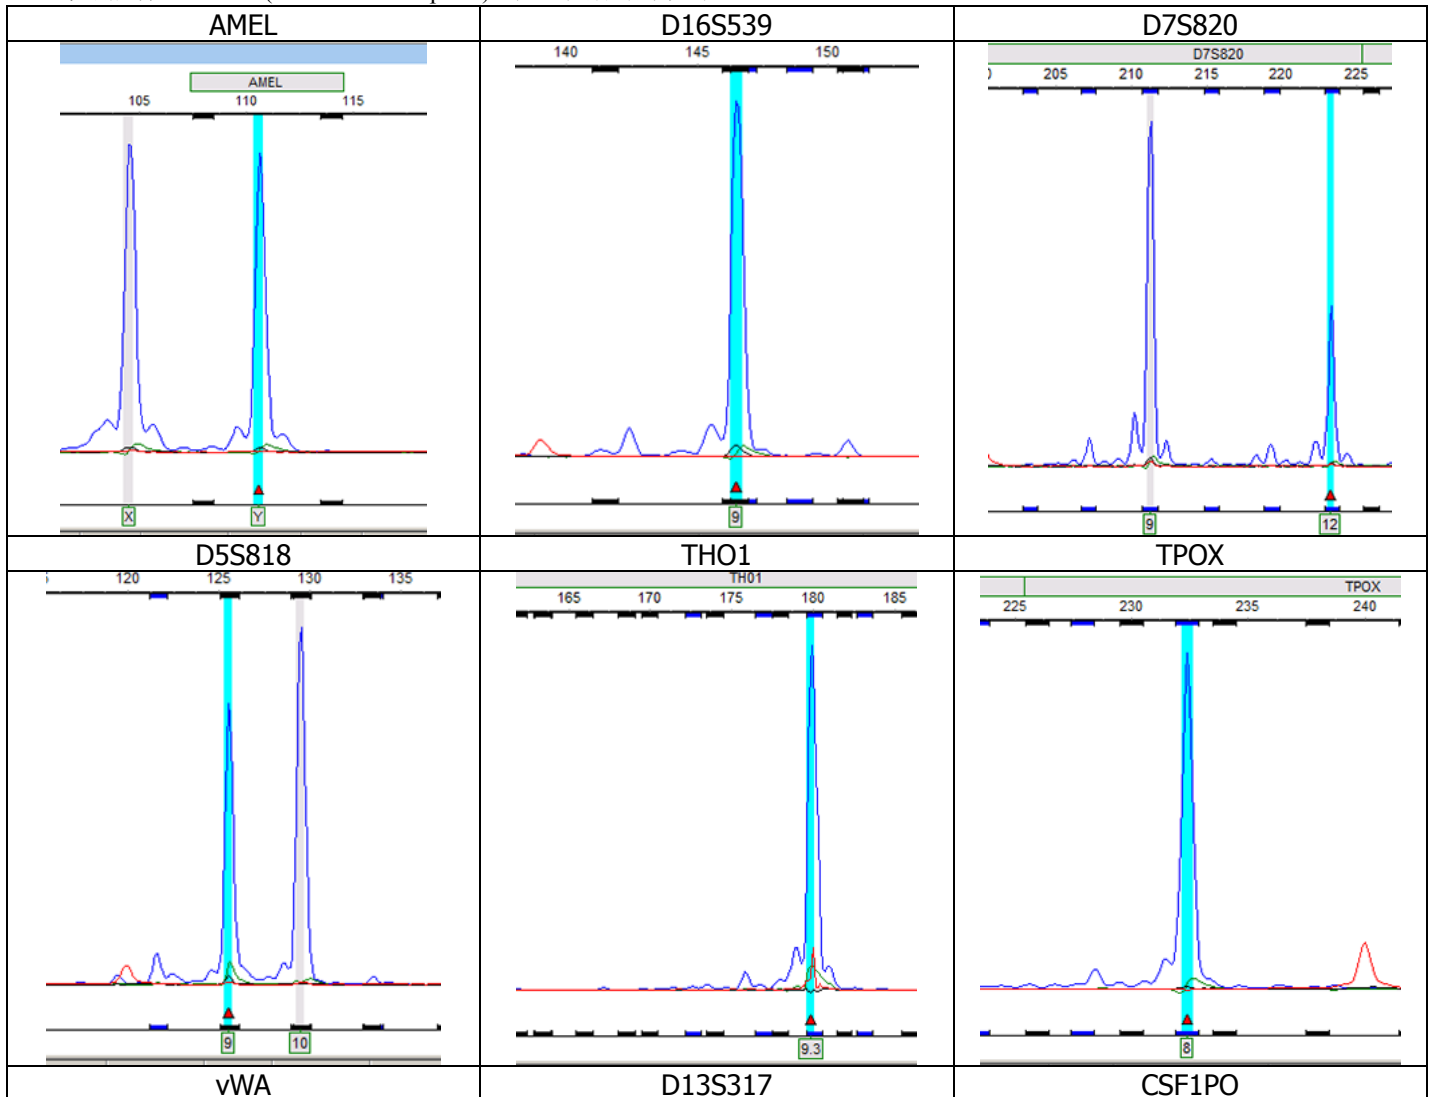 AMEL D16S539 D7S820
AMEL
105 110 115
X Y
140 145 150
9
D7S820
205 210 215 220 225
9 12
D5S818 THO1 TPOX
120 125 130 135
9 10
TH01
165 170 175 180 185
9.3
TPOX
225 230 235 240
8
vWA D13S317 CSF1PO